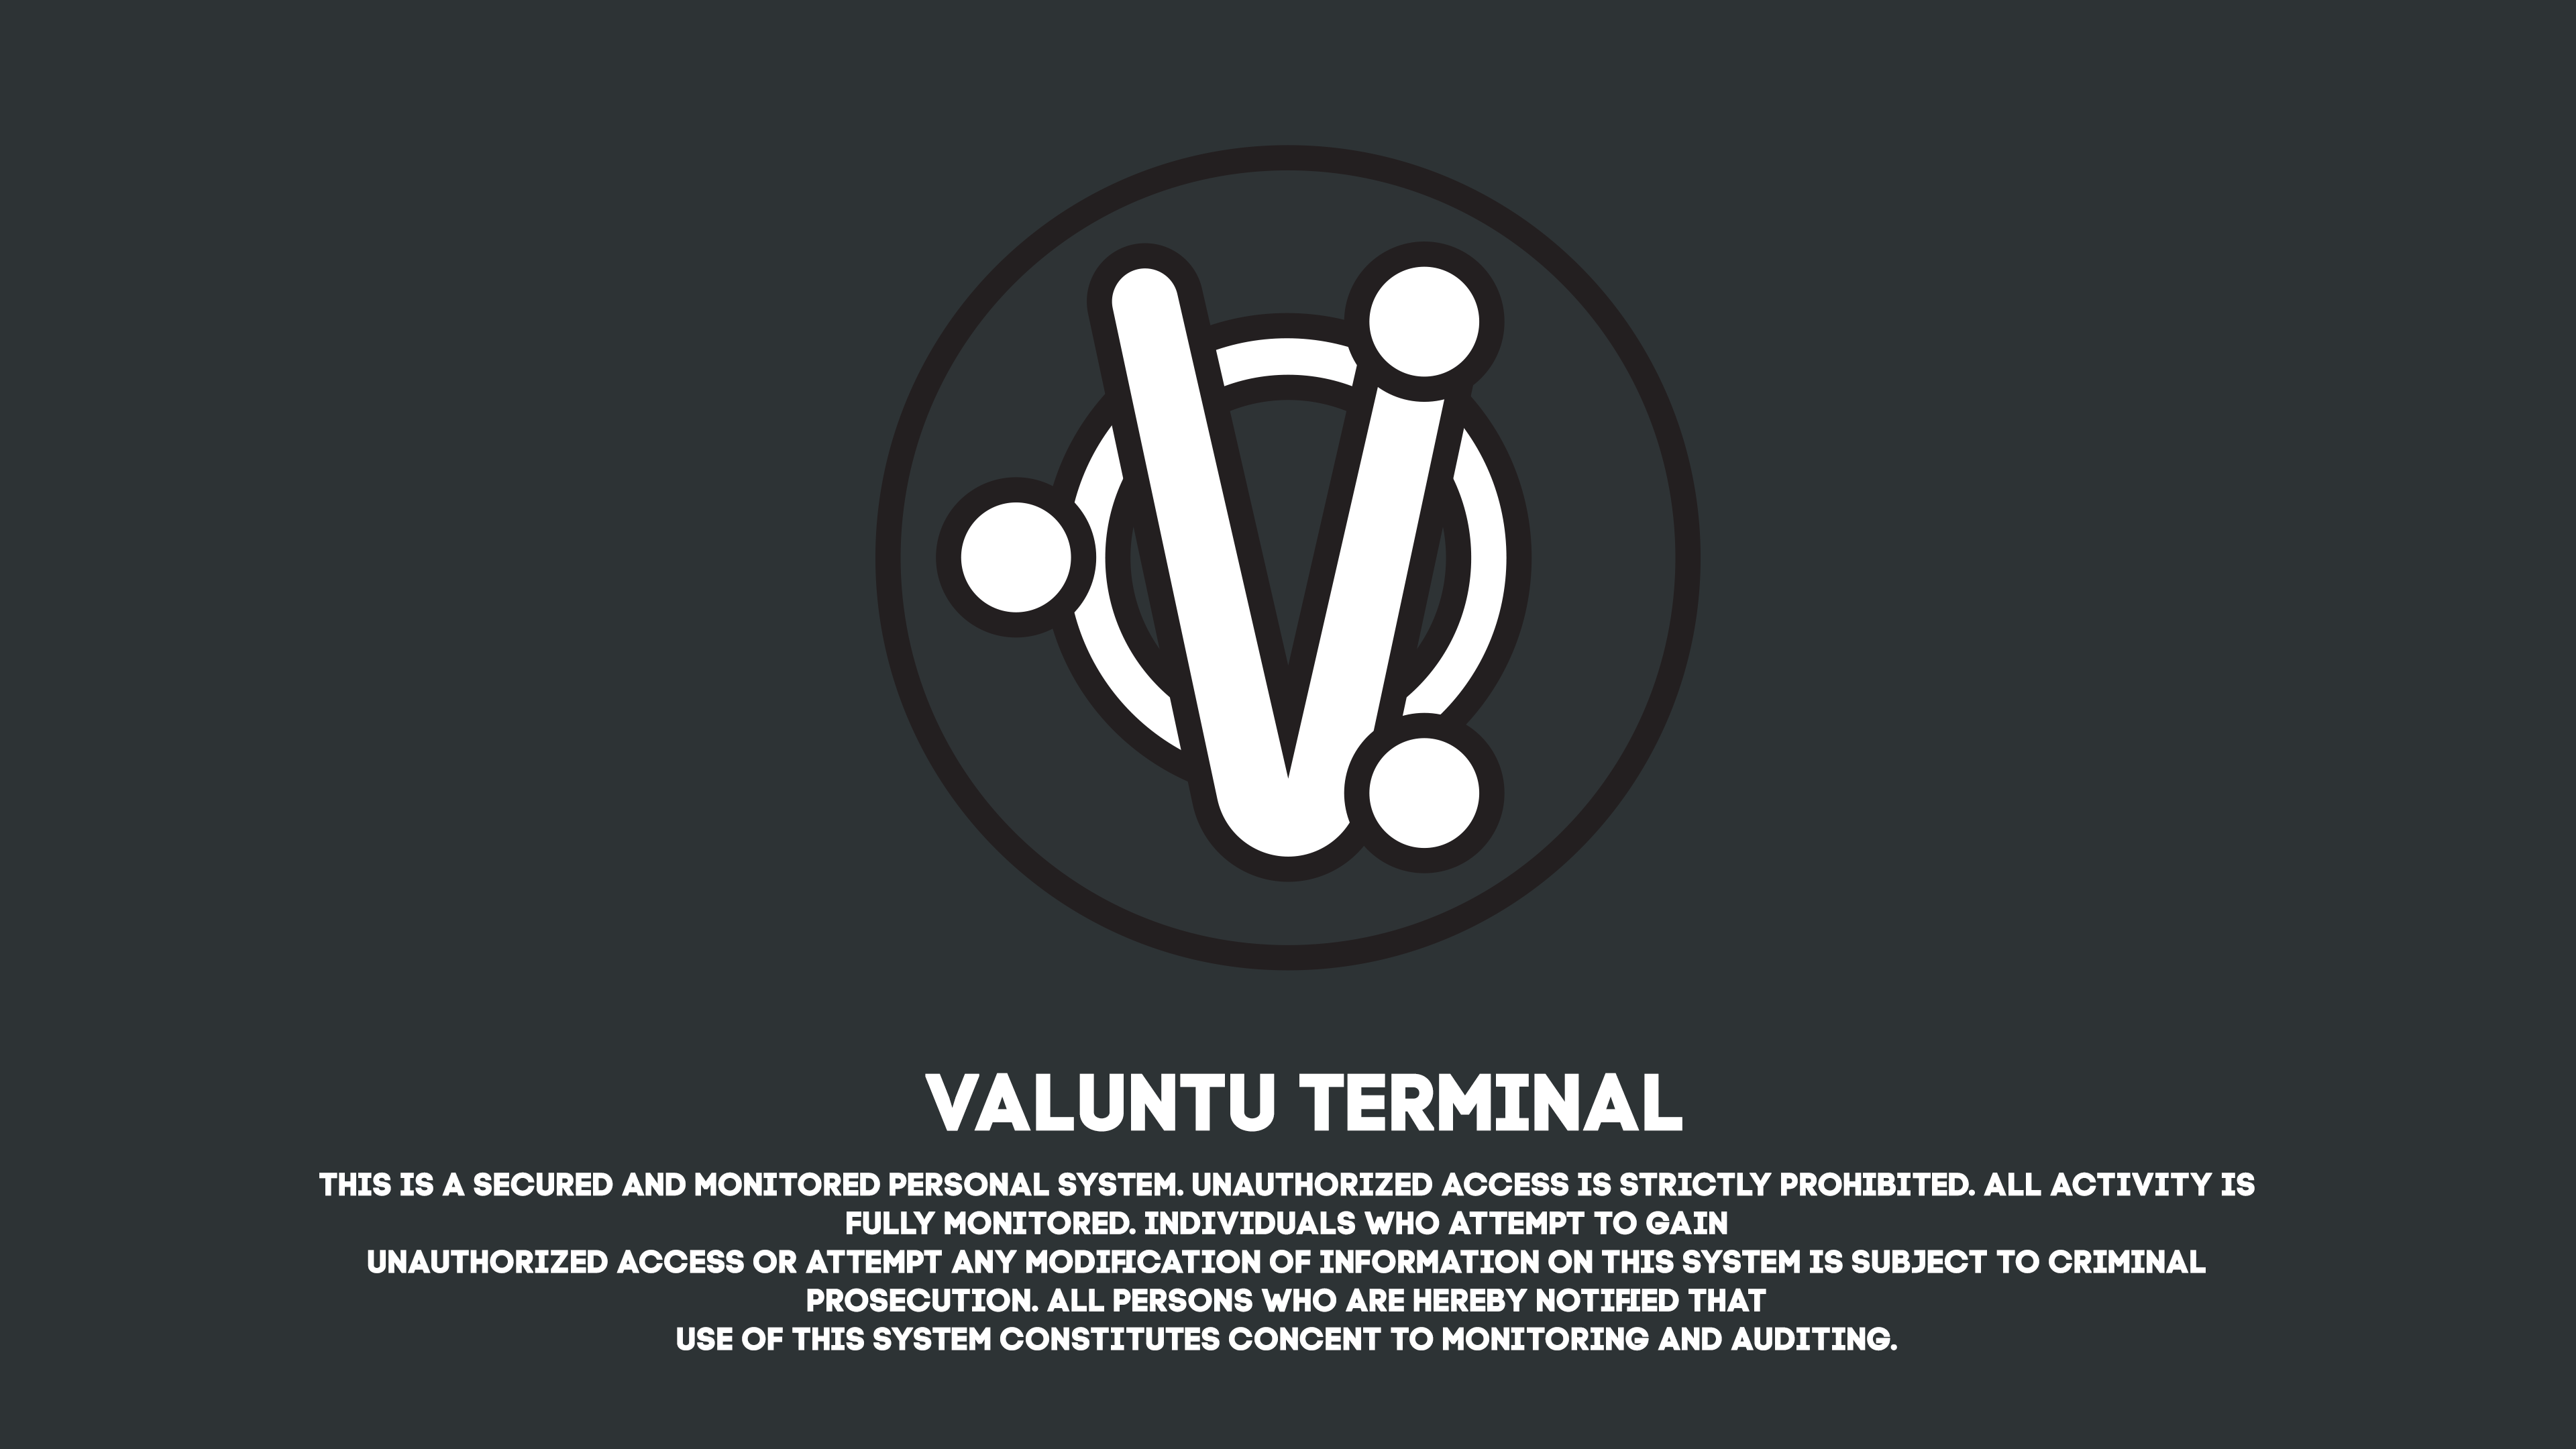 VALUNTU TERMINAL
THIS IS A SECURED AND MONITORED PERSONAL SYSTEM. UNAUTHORIZED ACCESS IS STRICTLY PROHIBITED. ALL ACTIVITY IS
FULLY MONITORED. INDIVIDUALS WHO ATTEMPT TO GAIN
UNAUTHORIZED ACCESS OR ATTEMPT ANY MODIFICATION OF INFORMATION ON THIS SYSTEM IS SUBJECT TO CRIMINAL
PROSECUTION. ALL PERSONS WHO ARE HEREBY NOTIFIED THAT
USE OF THIS SYSTEM CONSTITUTES CONCENT TO MONITORING AND AUDITING.